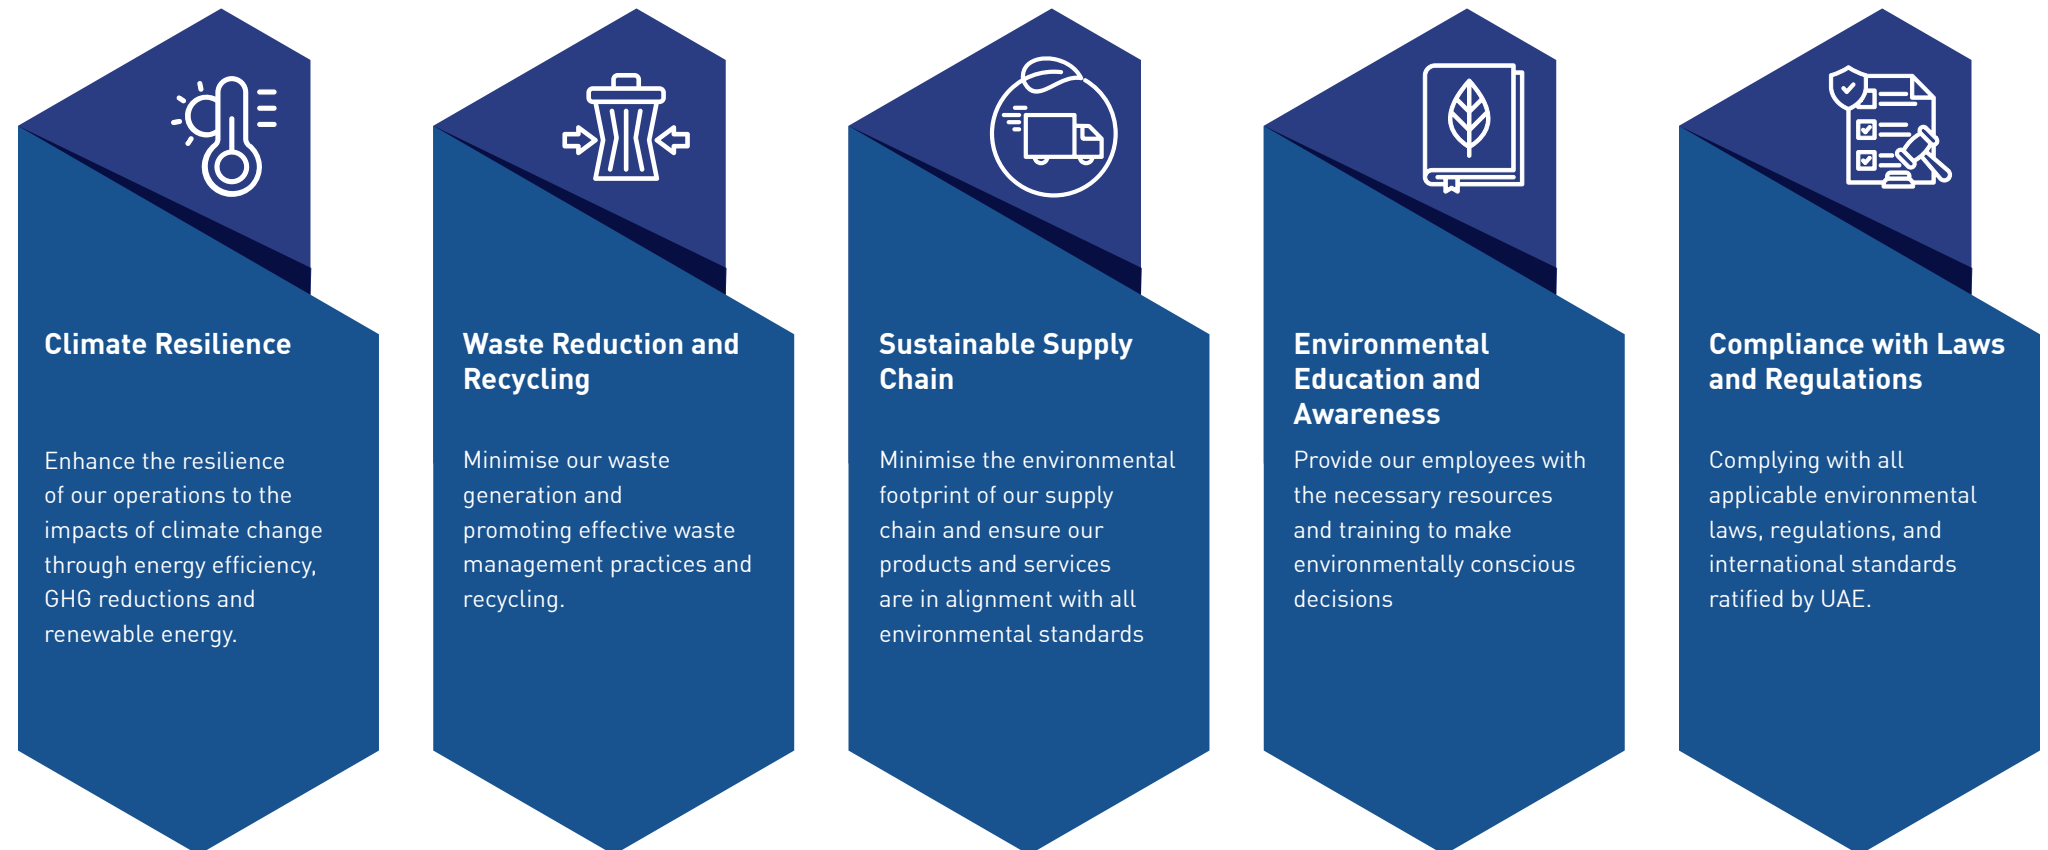 Climate Resilience
Enhance the resilience
of our operations to the
impacts of climate change
through energy efficiency,
GHG reductions and
renewable energy.
Waste Reduction and
Recycling
Minimise our waste
generation and
promoting effective waste
management practices and
recycling.
Sustainable Supply
Chain
Minimise the environmental
footprint of our supply
chain and ensure our
products and services
are in alignment with all
environmental standards
Environmental
Education and
Awareness
Provide our employees with
the necessary resources
and training to make
environmentally conscious
decisions
Compliance with Laws
and Regulations
Complying with all
applicable environmental
laws, regulations, and
international standards
ratified by UAE.